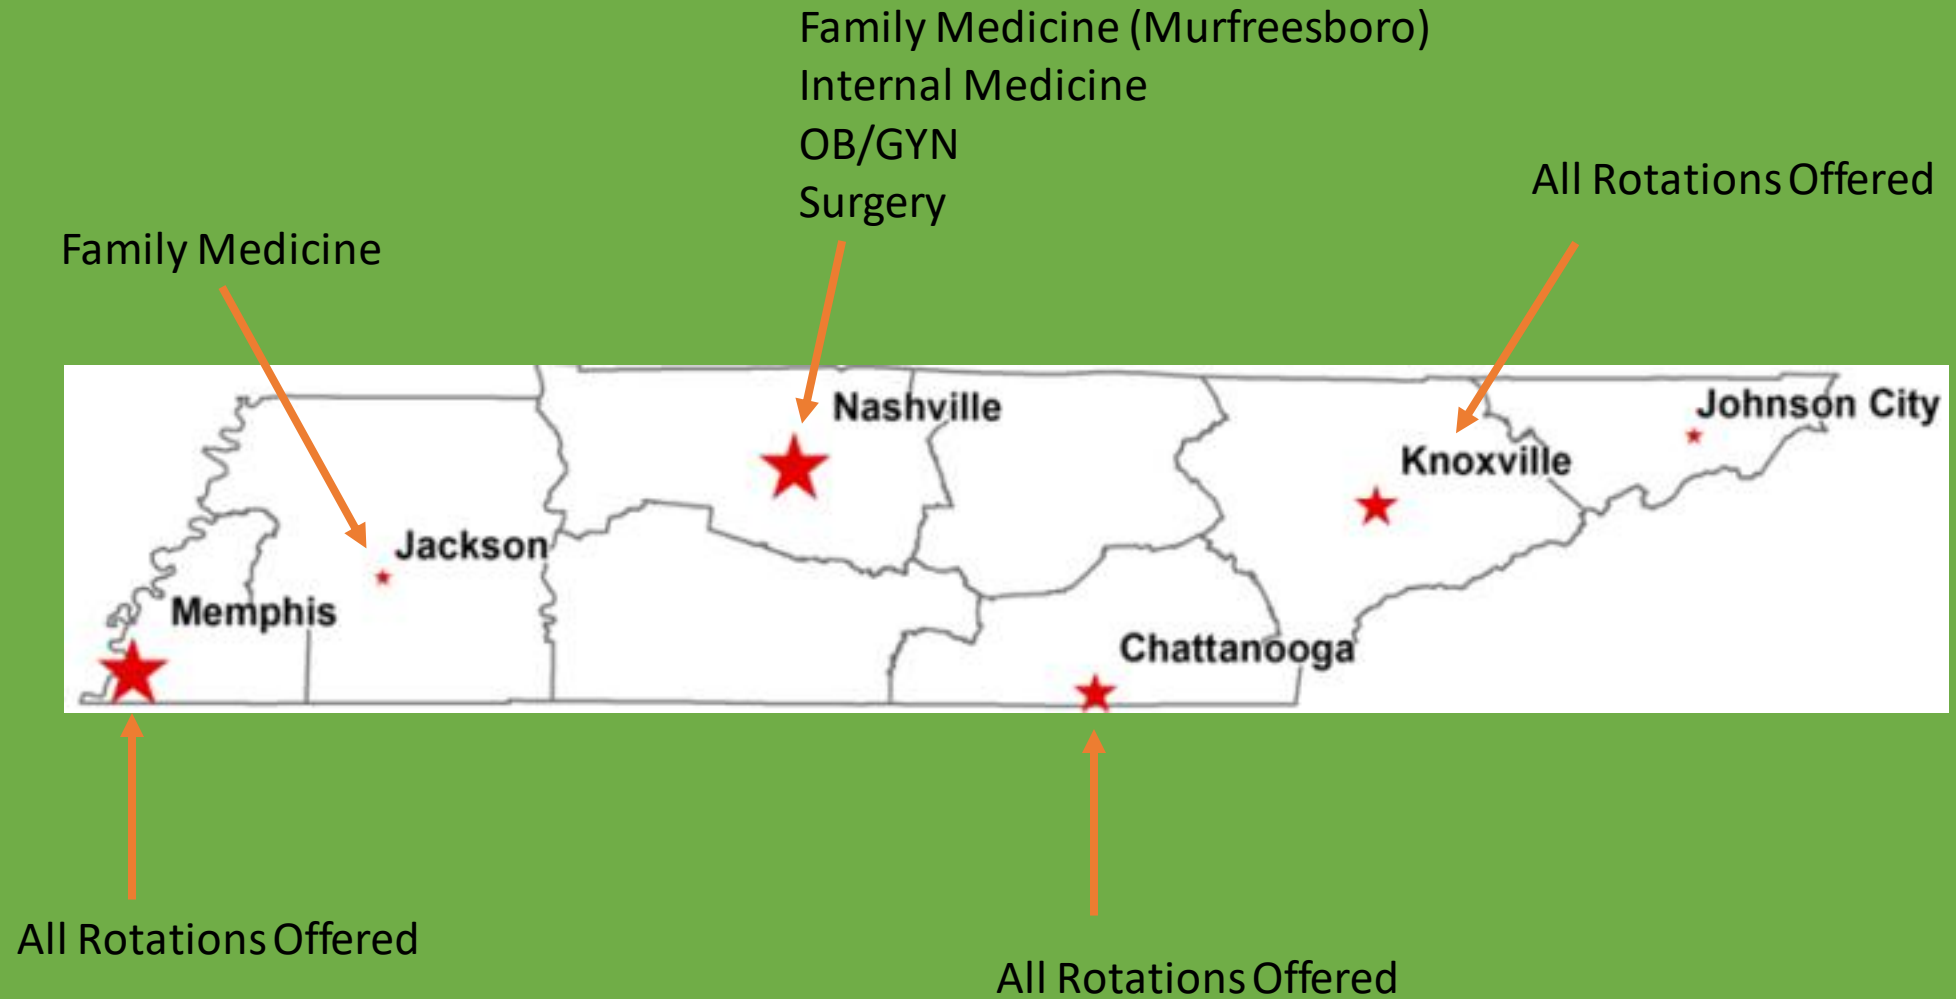 Family Medicine (Murfreesboro)
Internal Medicine
OB/GYN
Surgery
All Rotations Offered
Family Medicine
Nashville
Johnson City
Knoxville
Jackson
Memphis
Chattanooga
All Rotations Offered
All Rotations Offered